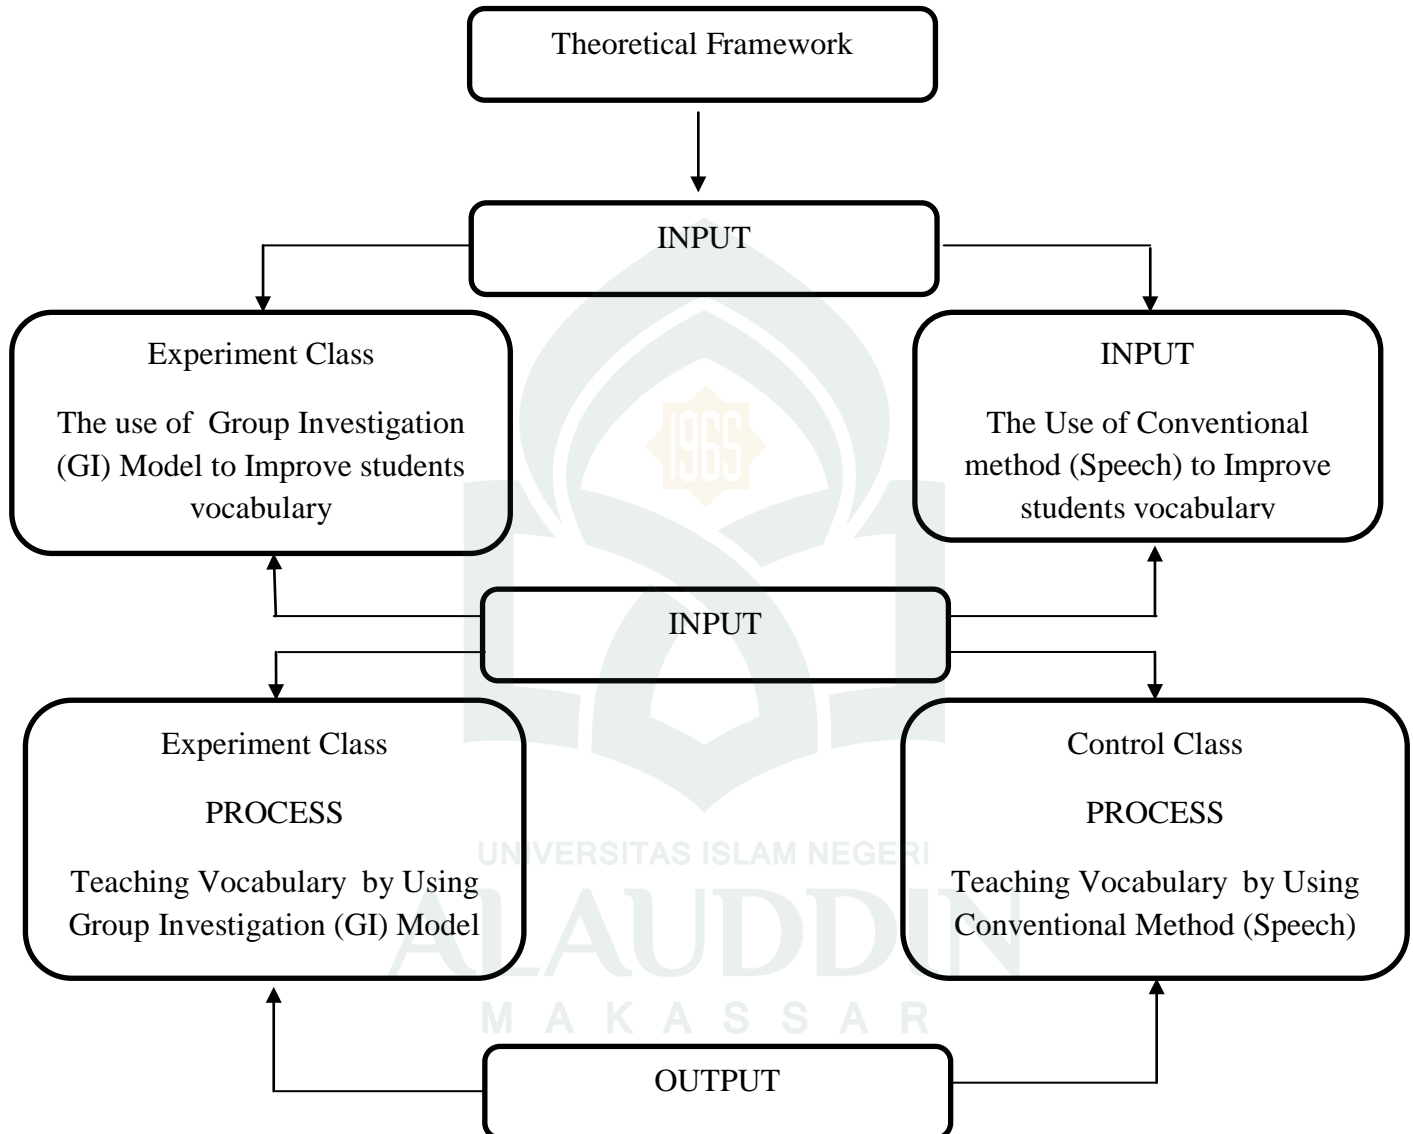 Theoretical Framework
INPUT
Experiment Class
The use of Group Investigation
(GI) Model to Improve students
vocabulary
INPUT
The Use of Conventional
method (Speech) to Improve
students vocabulary
INPUT
Experiment Class
PROCESS
Teaching Vocabulary by Using
Group Investigation (GI) Model
Control Class
PROCESS
Teaching Vocabulary by Using
Conventional Method (Speech)
OUTPUT
1965
UNIVERSITAS ISLAM NEGERI
ALAUDDIN
MAKASSAR